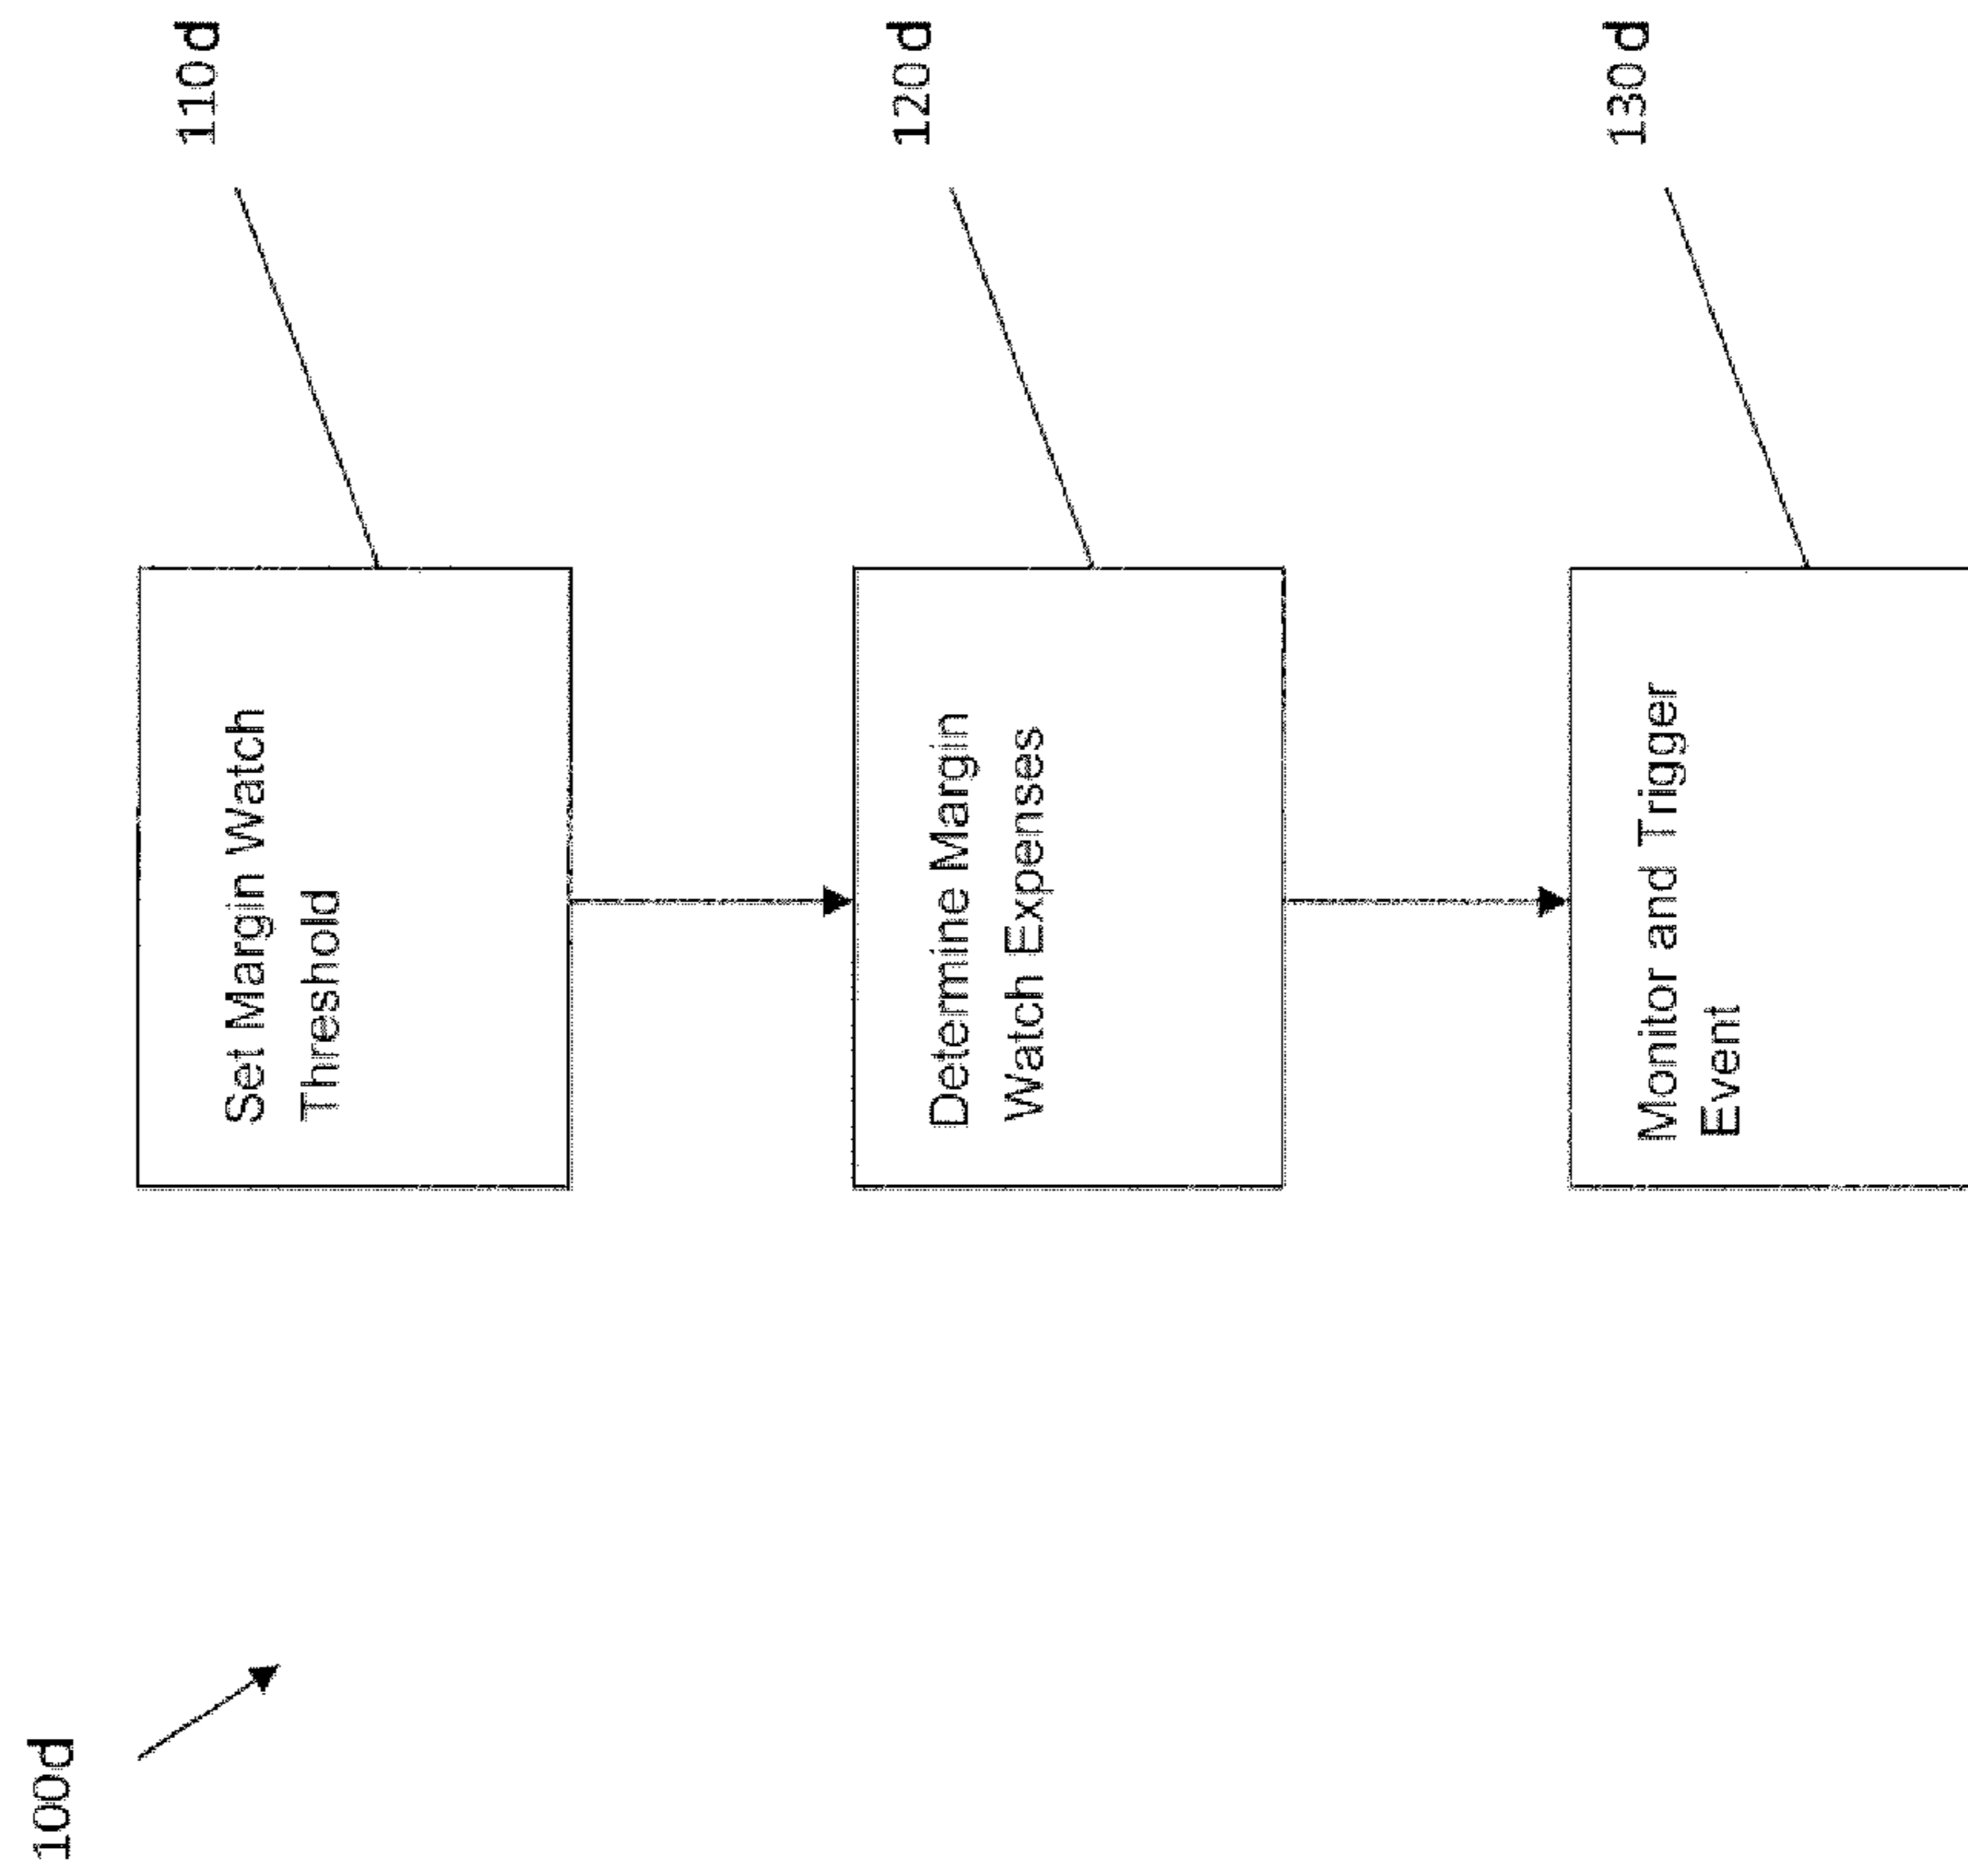 100d
Set Margin Watch
Threshold
110d
Determine Margin
Watch Expenses
120d
Monitor and Trigger
Event
130d